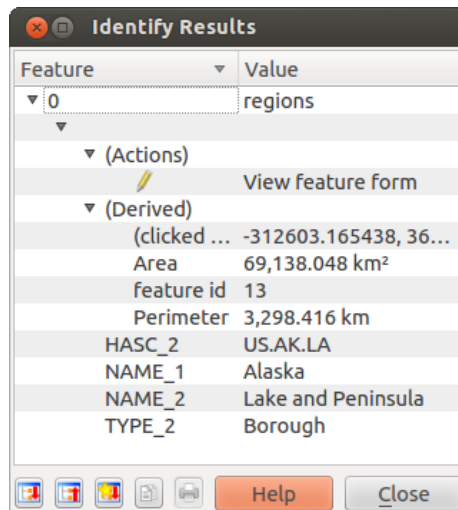 Identify Results
Feature Value
0 regions
(Actions)
View feature form
(Derived)
(clicked ... -312603.165438, 36...
Area 69,138.048 km²
feature id 13
Perimeter 3,298.416 km
HASC_2 US.AK.LA
NAME_1 Alaska
NAME_2 Lake and Peninsula
TYPE_2 Borough
Help Close